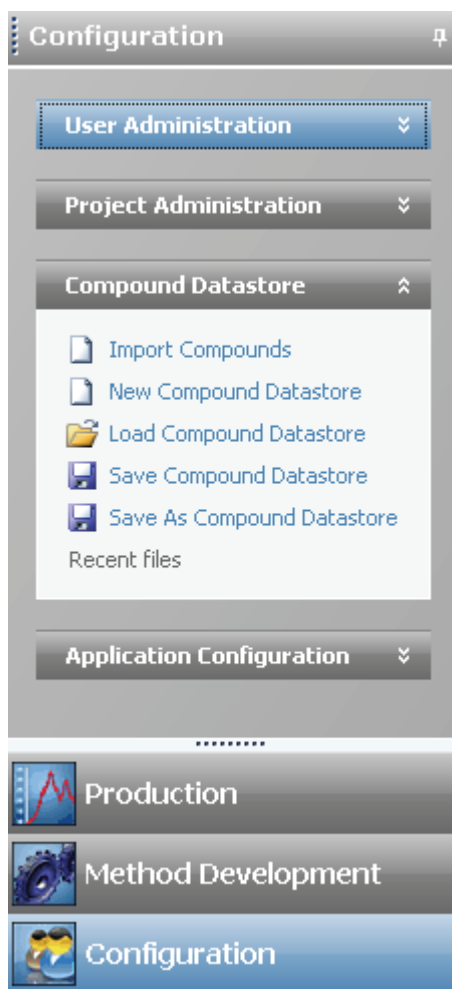 Configuration
User Administration
Project Administration
Compound Datastore
Import Compounds
New Compound Datastore
Load Compound Datastore
Save Compound Datastore
Save As Compound Datastore
Recent files
Application Configuration
Production
Method Development
Configuration